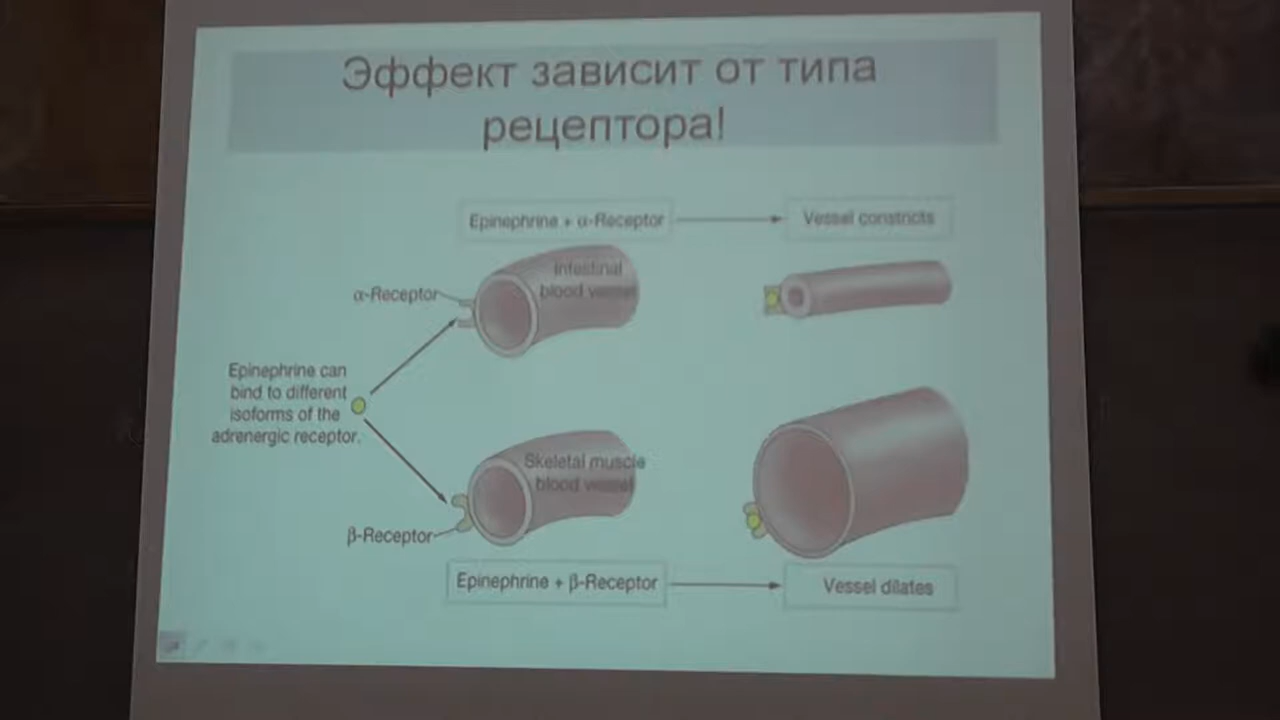 Эффект зависит от типа
рецептора!
Epinephrine + α-Receptor
Vessel constricts
Intestinal
blood vessel
α-Receptor
Epinephrine can
bind to different
isoforms of the
adrenergic receptor.
Skeletal muscle
blood vessel
β-Receptor
Epinephrine + β-Receptor
Vessel dilates